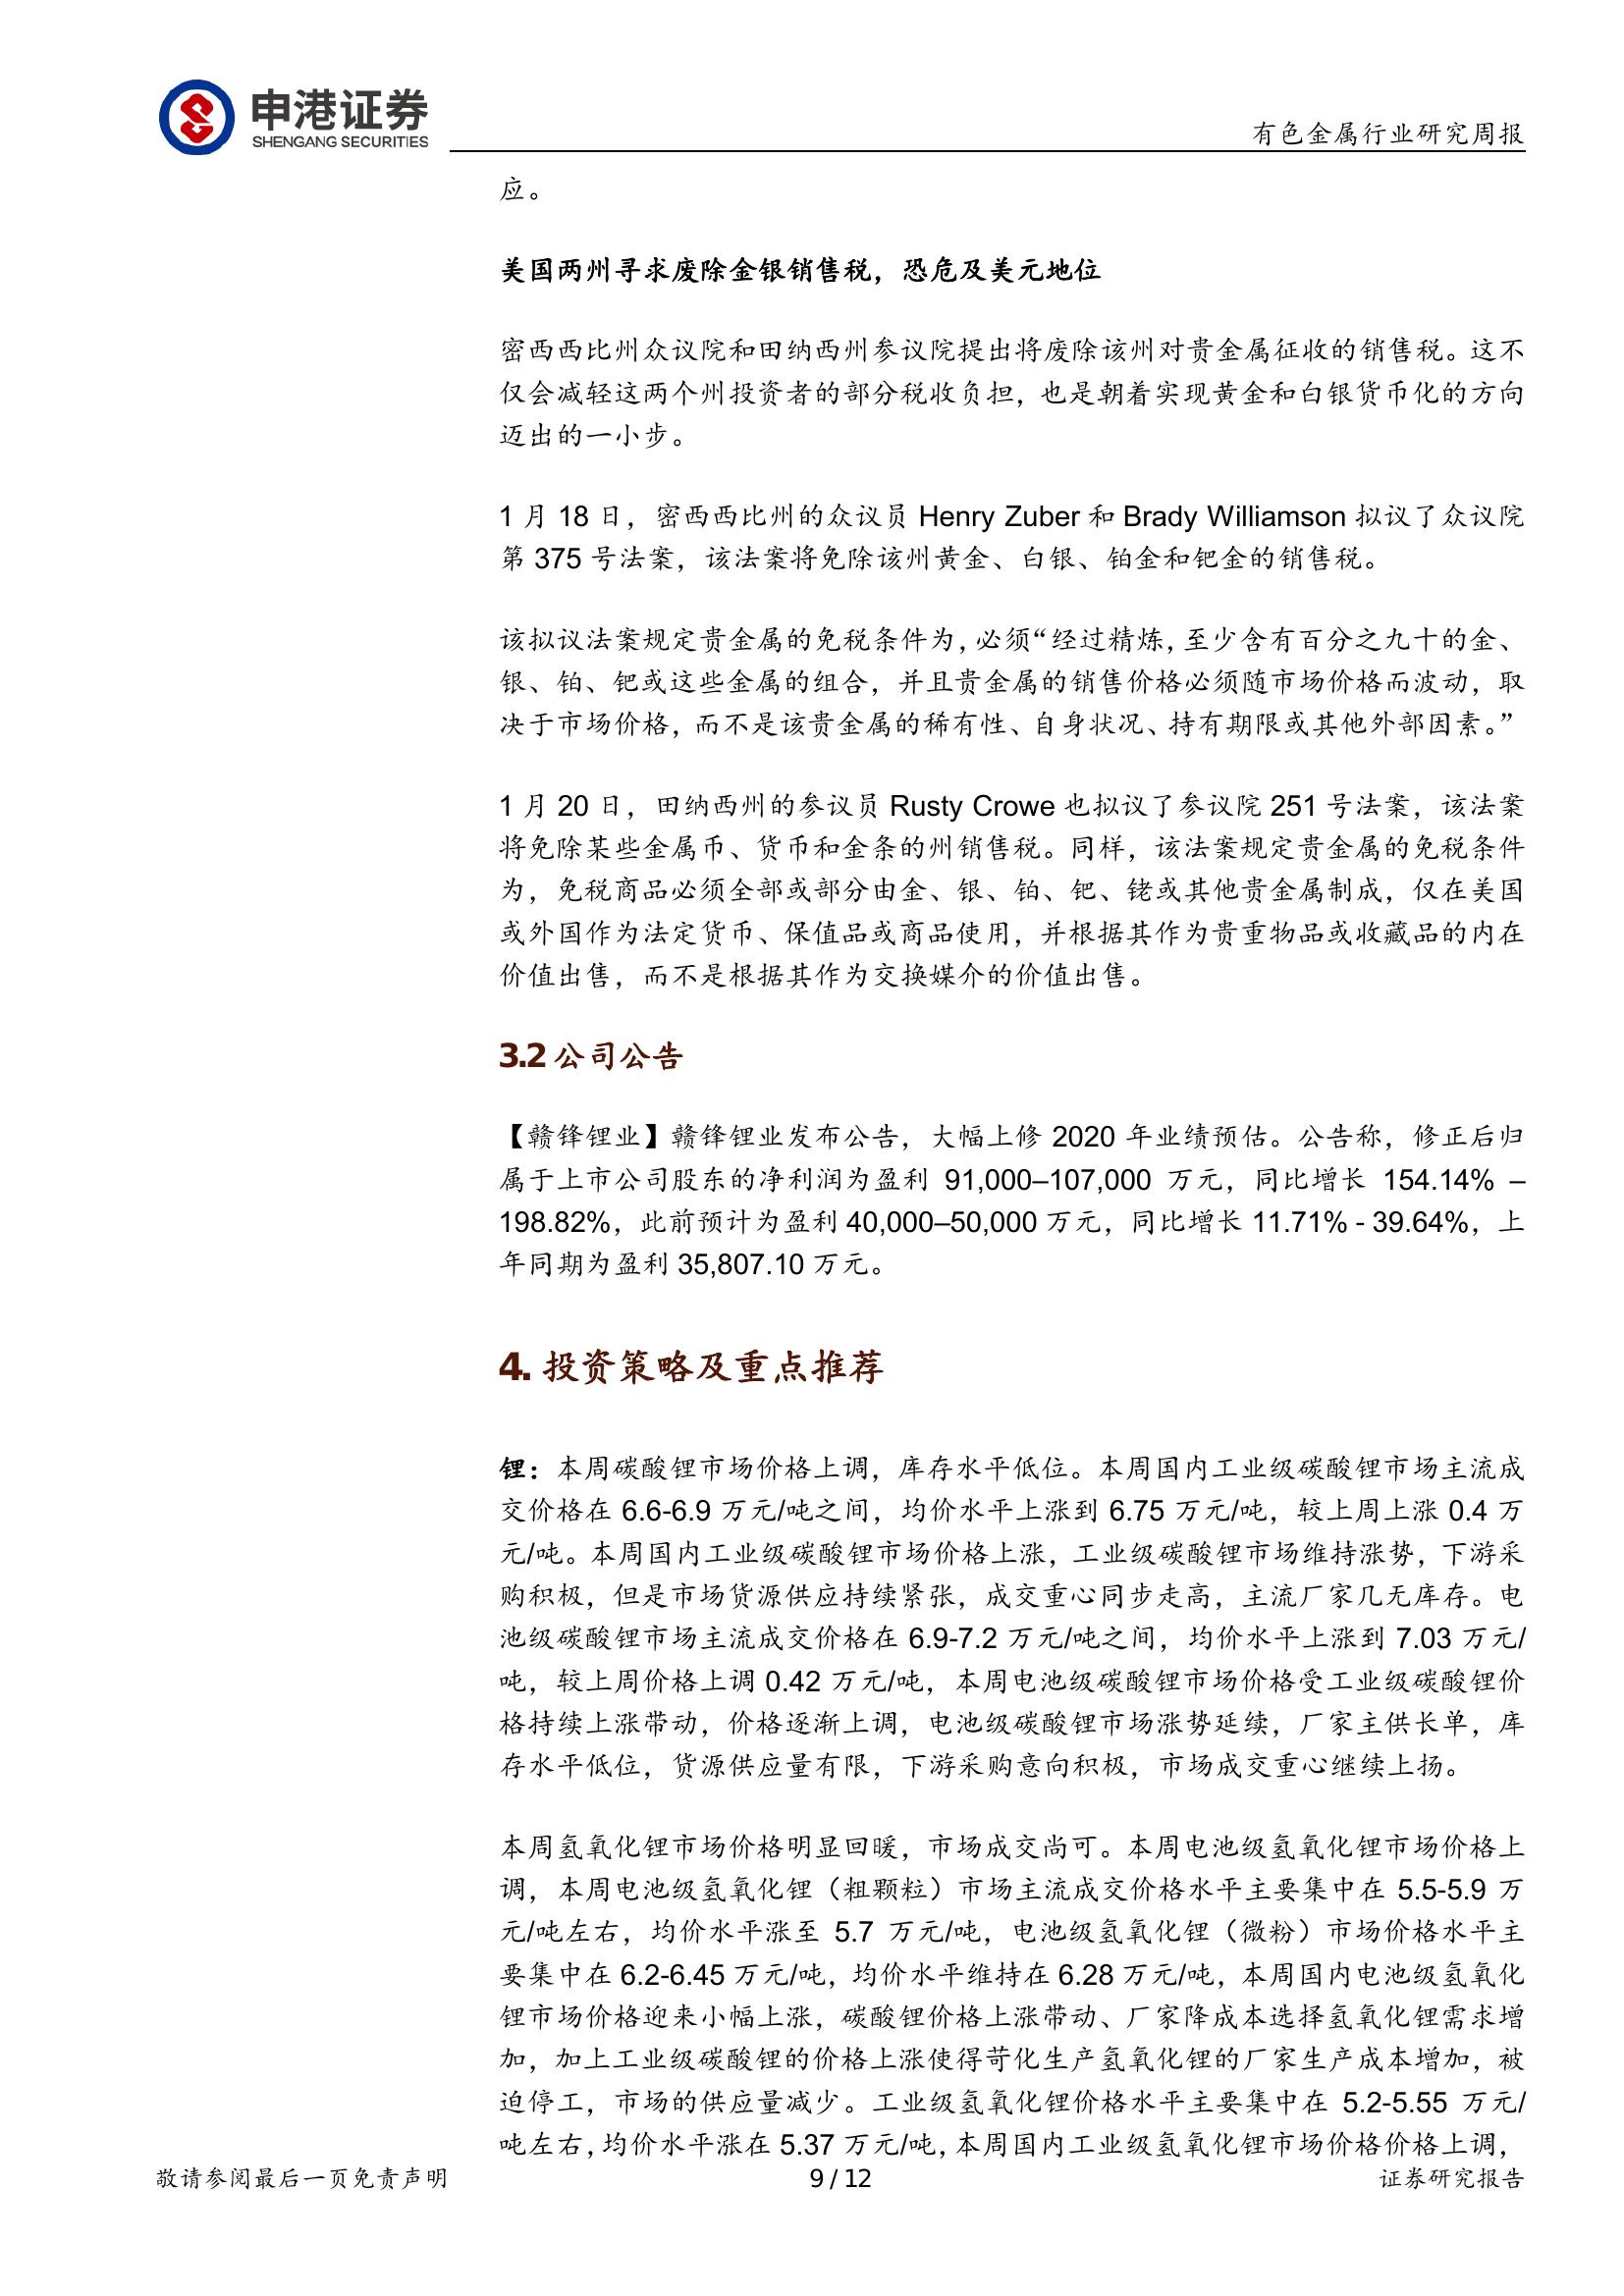 申港证券
SHENGANG SECURITIES
有色金属行业研究周报
应。
美国两州寻求废除金银销售税，恐危及美元地位
密西西比州众议院和田纳西州参议院提出将废除该州对贵金属征收的销售税。这不
仅会减轻这两个州投资者的部分税收负担，也是朝着实现黄金和白银货币化的方向
迈出的一小步。
1 月 18 日，密西西比州的众议员 Henry Zuber 和 Brady Williamson 拟议了众议院
第 375 号法案，该法案将免除该州黄金、白银、铂金和钯金的销售税。
该拟议法案规定贵金属的免税条件为，必须“经过精炼，至少含有百分之九十的金、
银、铂、钯或这些金属的组合，并且贵金属的销售价格必须随市场价格而波动，取
决于市场价格，而不是该贵金属的稀有性、自身状况、持有期限或其他外部因素。”
1 月 20 日，田纳西州的参议员 Rusty Crowe 也拟议了参议院 251 号法案，该法案
将免除某些金属币、货币和金条的州销售税。同样，该法案规定贵金属的免税条件
为，免税商品必须全部或部分由金、银、铂、钯、铑或其他贵金属制成，仅在美国
或外国作为法定货币、保值品或商品使用，并根据其作为贵重物品或收藏品的内在
价值出售，而不是根据其作为交换媒介的价值出售。
3.2 公司公告
【赣锋锂业】赣锋锂业发布公告，大幅上修 2020 年业绩预估。公告称，修正后归
属于上市公司股东的净利润为盈利 91,000–107,000 万元，同比增长 154.14% –
198.82%，此前预计为盈利 40,000–50,000 万元，同比增长 11.71% - 39.64%，上
年同期为盈利 35,807.10 万元。
4. 投资策略及重点推荐
锂：本周碳酸锂市场价格上调，库存水平低位。本周国内工业级碳酸锂市场主流成
交价格在 6.6-6.9 万元/吨之间，均价水平上涨到 6.75 万元/吨，较上周上涨 0.4 万
元/吨。本周国内工业级碳酸锂市场价格上涨，工业级碳酸锂市场维持涨势，下游采
购积极，但是市场货源供应持续紧张，成交重心同步走高，主流厂家几无库存。电
池级碳酸锂市场主流成交价格在 6.9-7.2 万元/吨之间，均价水平上涨到 7.03 万元/
吨，较上周价格上调 0.42 万元/吨，本周电池级碳酸锂市场价格受工业级碳酸锂价
格持续上涨带动，价格逐渐上调，电池级碳酸锂市场涨势延续，厂家主供长单，库
存水平低位，货源供应量有限，下游采购意向积极，市场成交重心继续上扬。
本周氢氧化锂市场价格明显回暖，市场成交尚可。本周电池级氢氧化锂市场价格上
调，本周电池级氢氧化锂（粗颗粒）市场主流成交价格水平主要集中在 5.5-5.9 万
元/吨左右，均价水平涨至 5.7 万元/吨，电池级氢氧化锂（微粉）市场价格水平主
要集中在 6.2-6.45 万元/吨，均价水平维持在 6.28 万元/吨，本周国内电池级氢氧化
锂市场价格迎来小幅上涨，碳酸锂价格上涨带动、厂家降成本选择氢氧化锂需求增
加，加上工业级碳酸锂的价格上涨使得苛化生产氢氧化锂的厂家生产成本增加，被
迫停工，市场的供应量减少。工业级氢氧化锂价格水平主要集中在 5.2-5.55 万元/
吨左右，均价水平涨在 5.37 万元/吨，本周国内工业级氢氧化锂市场价格价格上调，
敬请参阅最后一页免责声明
9 / 12
证券研究报告